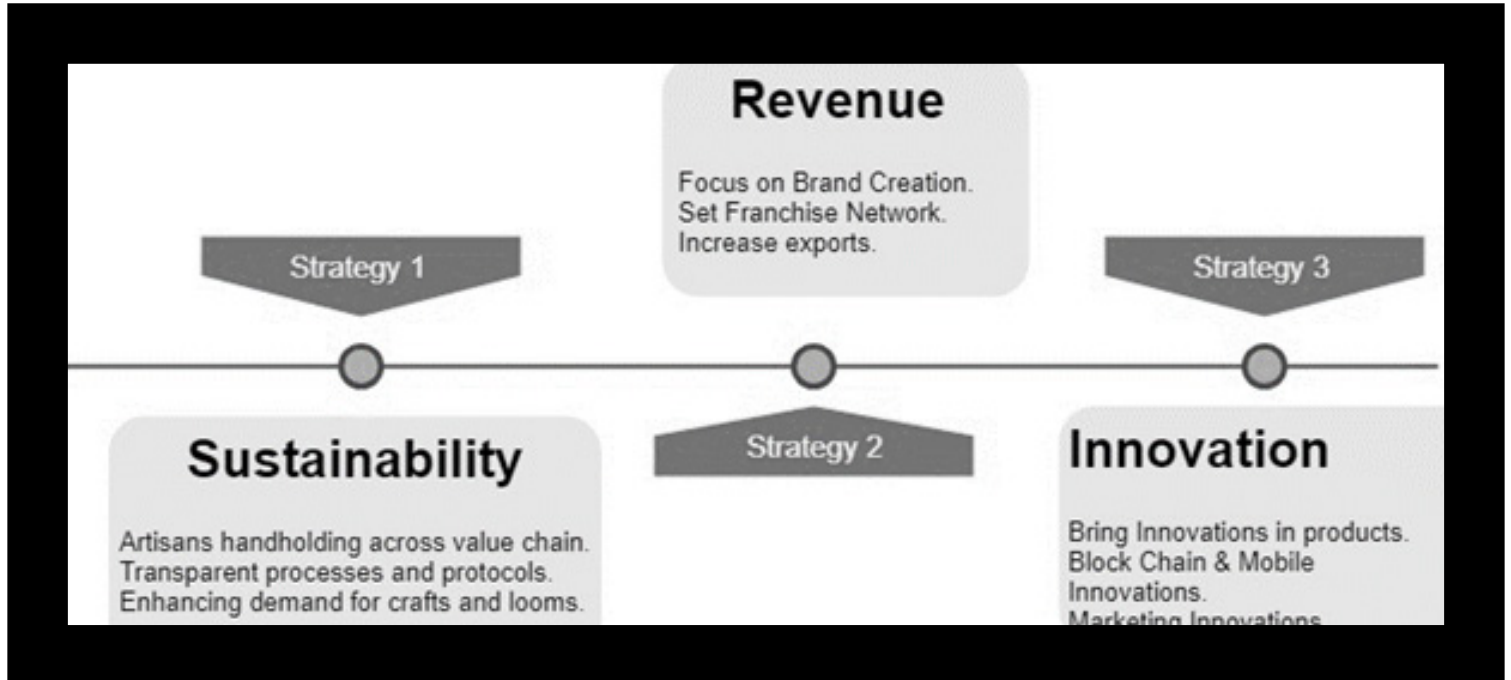 Revenue
Focus on Brand Creation.
Set Franchise Network.
Increase exports.
Strategy 1
Strategy 3
Strategy 2
Sustainability
Artisans handholding across value chain.
Transparent processes and protocols.
Enhancing demand for crafts and looms.
Innovation
Bring Innovations in products.
Block Chain & Mobile
Innovations.
Marketing Innovations